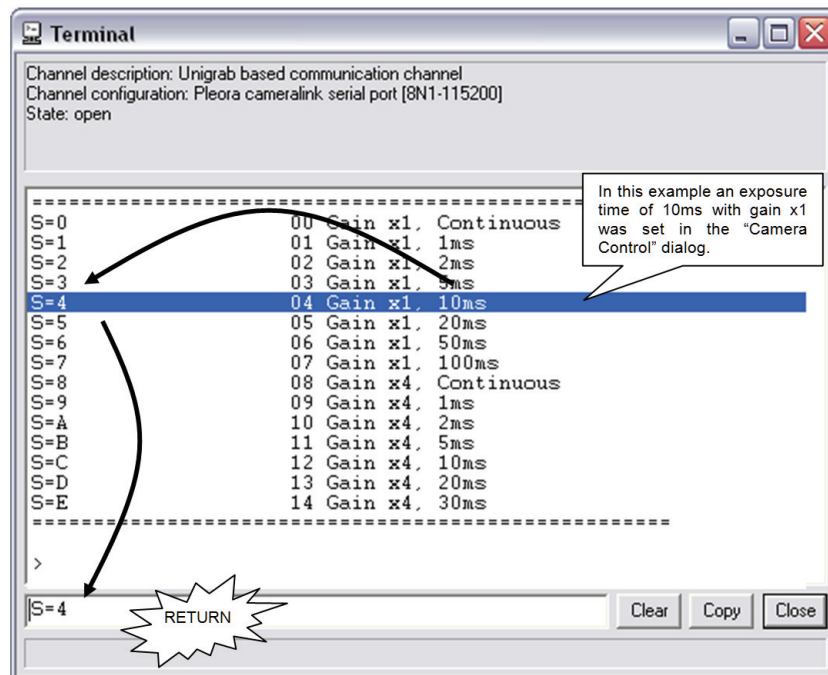 Terminal
Channel description: Unigrab based communication channel
Channel configuration: Pleora cameralink serial port [8N1-115200]
State: open
In this example an exposure
time of 10ms with gain x1
was set in the “Camera
Control” dialog.
=====================================================
S=0 00 Gain x1, Continuous
S=1 01 Gain x1, 1ms
S=2 02 Gain x1, 2ms
S=3 03 Gain x1, 5ms
S=4 04 Gain x1, 10ms
S=5 05 Gain x1, 20ms
S=6 06 Gain x1, 50ms
S=7 07 Gain x1, 100ms
S=8 08 Gain x4, Continuous
S=9 09 Gain x4, 1ms
S=A 10 Gain x4, 2ms
S=B 11 Gain x4, 5ms
S=C 12 Gain x4, 10ms
S=D 13 Gain x4, 20ms
S=E 14 Gain x4, 30ms
=====================================================
>
S=4
RETURN
Clear
Copy
Close